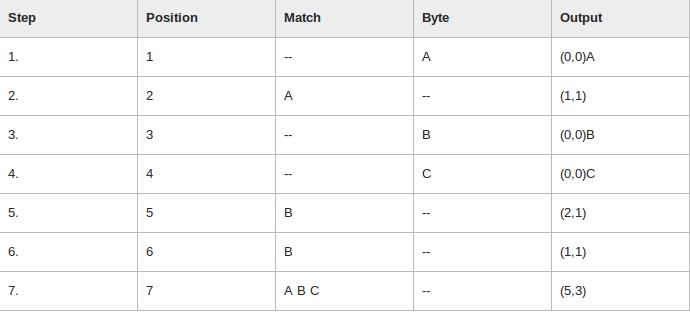 Step Position Match Byte Output
1. 1 -- A (0,0)A
2. 2 A -- (1,1)
3. 3 -- B (0,0)B
4. 4 -- C (0,0)C
5. 5 B -- (2,1)
6. 6 B -- (1,1)
7. 7 A B C -- (5,3)